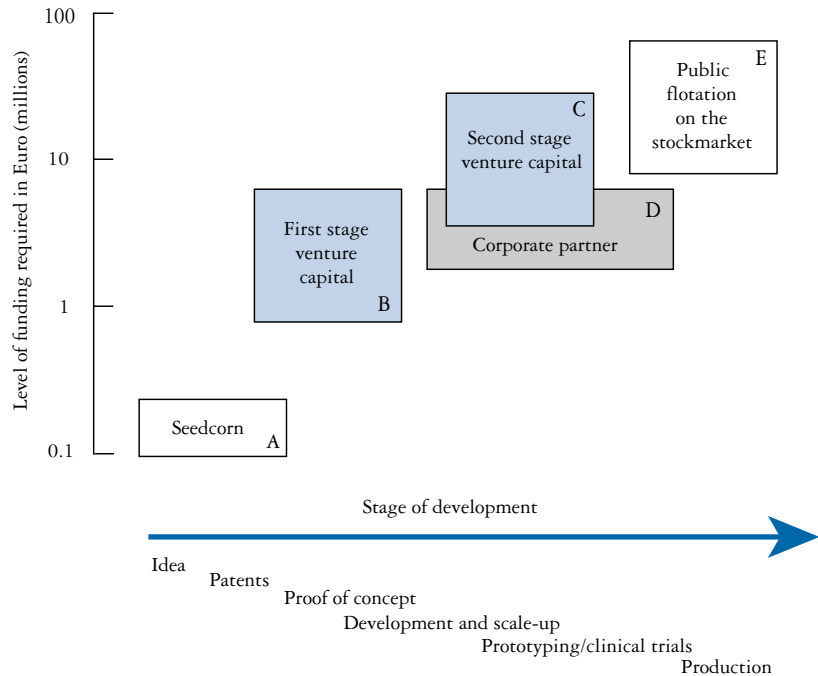 Level of funding required in Euro (millions)
100
10
1
0.1
E
Public
flotation
on the
stockmarket
C
Second stage
venture capital
D
Corporate partner
First stage
venture
capital
B
Seedcorn
A
Stage of development
Idea
Patents
Proof of concept
Development and scale-up
Prototyping/clinical trials
Production